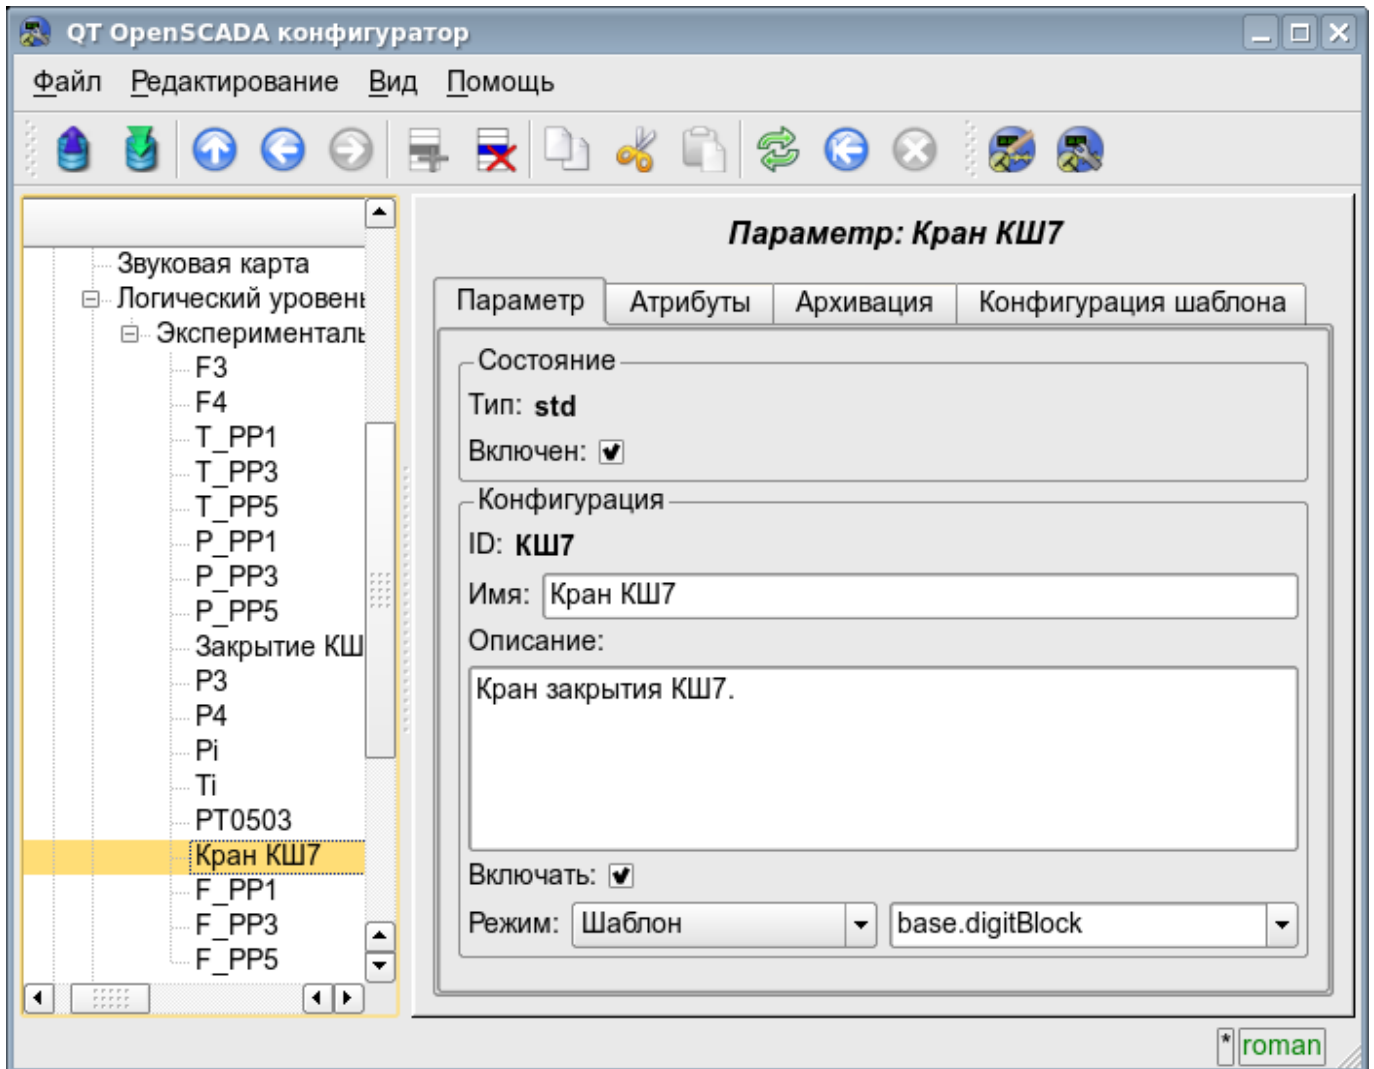 QT OpenSCADA конфигуратор
Файл Редактирование Вид Помощь
Звуковая карта
Логический уровень
Эксперименталь
F3
F4
T_PP1
T_PP3
T_PP5
P_PP1
P_PP3
P_PP5
Закрытие КШ
P3
P4
Pi
Ti
PT0503
Кран КШ7
F_PP1
F_PP3
F_PP5
Параметр: Кран КШ7
Параметр Атрибуты Архивация Конфигурация шаблона
Состояние
Тип: std
Включен:
Конфигурация
ID: КШ7
Имя: Кран КШ7
Описание:
Кран закрытия КШ7.
Включать:
Режим: Шаблон base.digitBlock
* roman